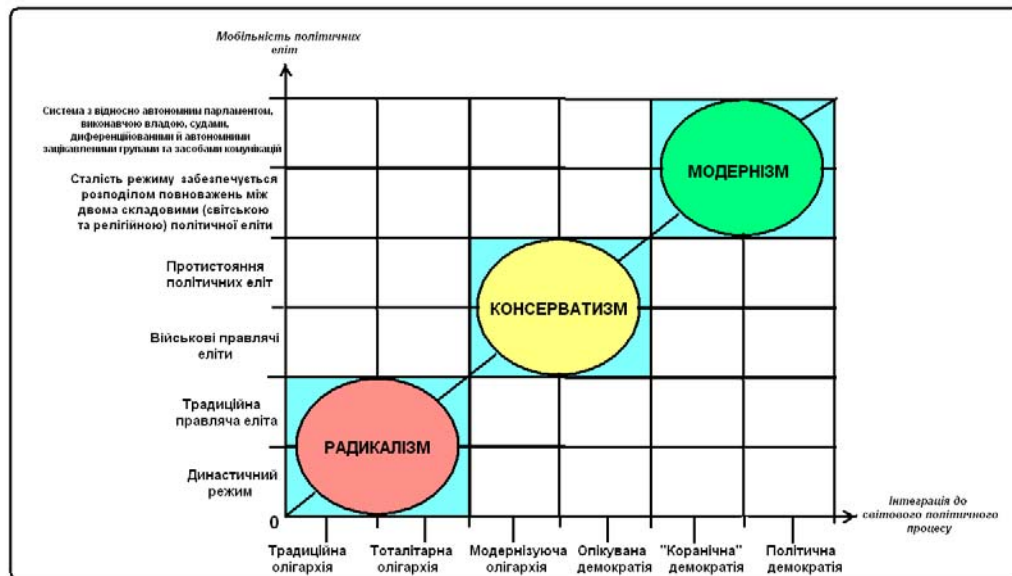 Мобільність політичних
еліт
Система з відносно автономним парламентом,
виконавчою владою, судами,
диференційованими й автономними
зацікавленими групами та засобами комунікацій
Сталість режиму забезпечується
розподілом повноважень між
двома складовими (світською
та релігійною) політичної еліти
Протистояння
політичних еліт
Військові правлячі
еліти
Традиційна
правляча еліта
Династичний
режим
МОДЕРНІЗМ
КОНСЕРВАТИЗМ
РАДИКАЛІЗМ
0
Інтеграція до
світового політичного
процесу
Традиційна
олігархія
Тоталітарна
олігархія
Модернізуюча
олігархія
Опікувана
демократія
"Коранічна"
демократія
Політична
демократія